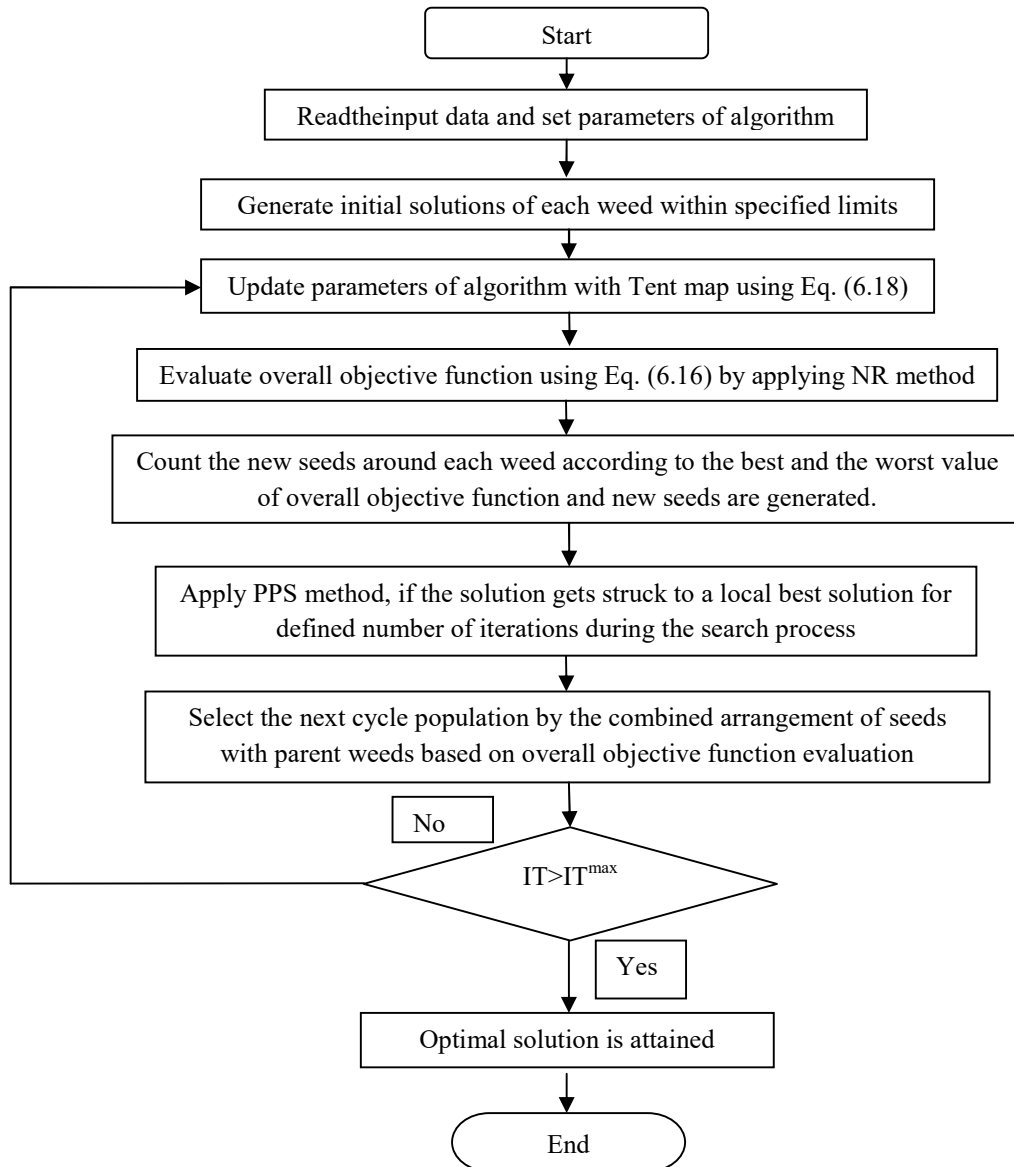 Start
Readtheinput data and set parameters of algorithm
Generate initial solutions of each weed within specified limits
Update parameters of algorithm with Tent map using Eq. (6.18)
Evaluate overall objective function using Eq. (6.16) by applying NR method
Count the new seeds around each weed according to the best and the worst value
of overall objective function and new seeds are generated.
Apply PPS method, if the solution gets struck to a local best solution for
defined number of iterations during the search process
Select the next cycle population by the combined arrangement of seeds
with parent weeds based on overall objective function evaluation
No
IT>IT^max
Yes
Optimal solution is attained
End